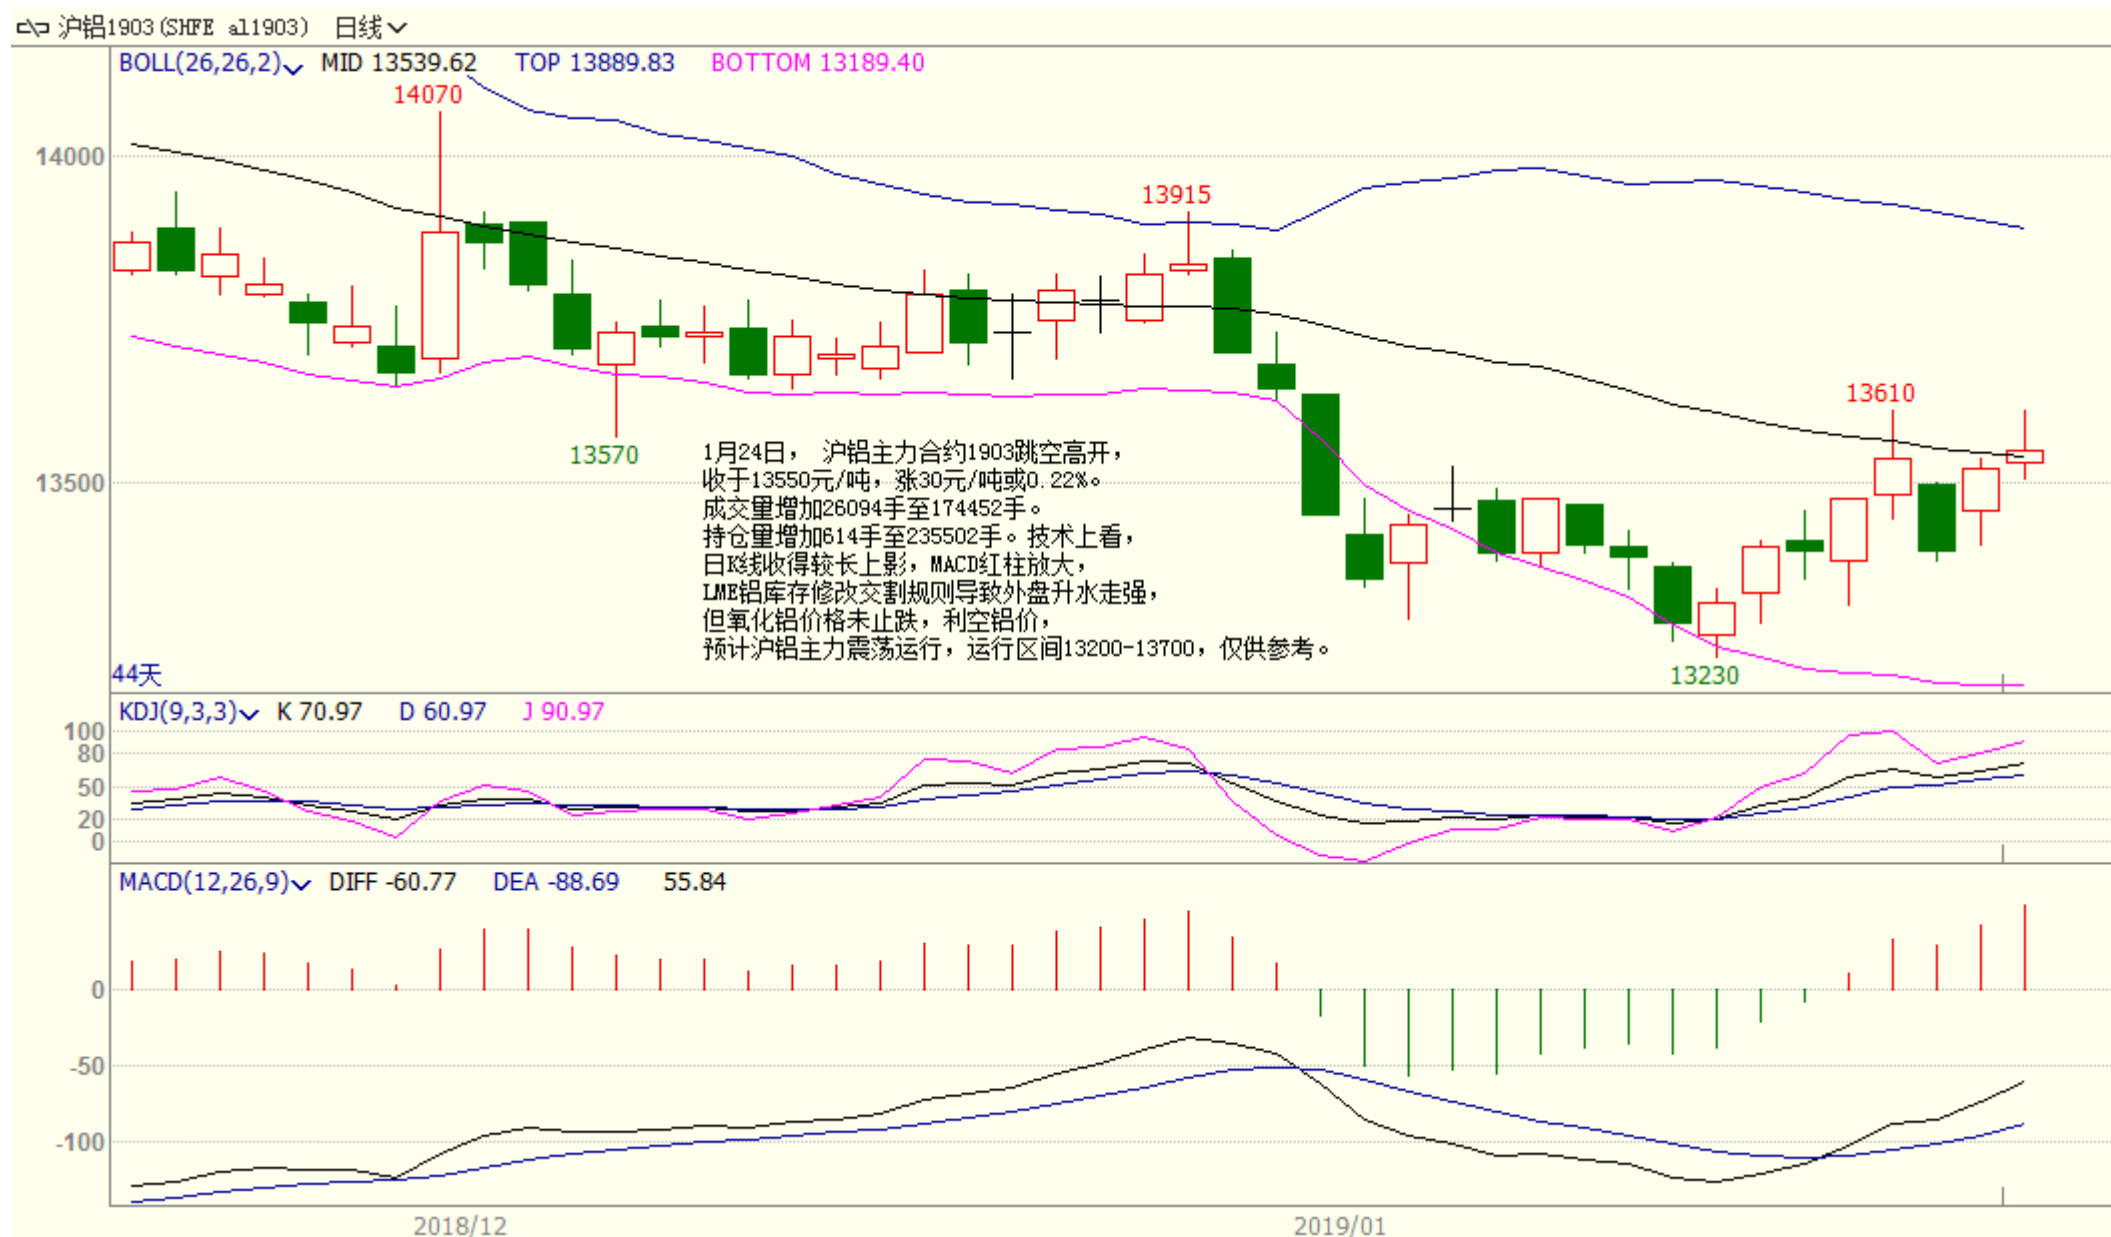 沪铝1903(SHFE al1903) 日线
BOLL(26,26,2) MID 13539.62 TOP 13889.83 BOTTOM 13189.40
14070
14000
13915
13610
13570
13500
1月24日， 沪铝主力合约1903跳空高开，
收于13550元/吨，涨30元/吨或0.22%。
成交量增加26094手至174452手。
持仓量增加614手至235502手。技术上看，
日K线收得较长上影，MACD红柱放大，
LME铝库存修改交割规则导致外盘升水走强，
但氧化铝价格未止跌，利空铝价，
预计沪铝主力震荡运行，运行区间13200-13700，仅供参考。
44天
13230
KDJ(9,3,3) K 70.97 D 60.97 J 90.97
100
80
50
20
0
MACD(12,26,9) DIFF -60.77 DEA -88.69 55.84
0
-50
-100
2018/12 2019/01